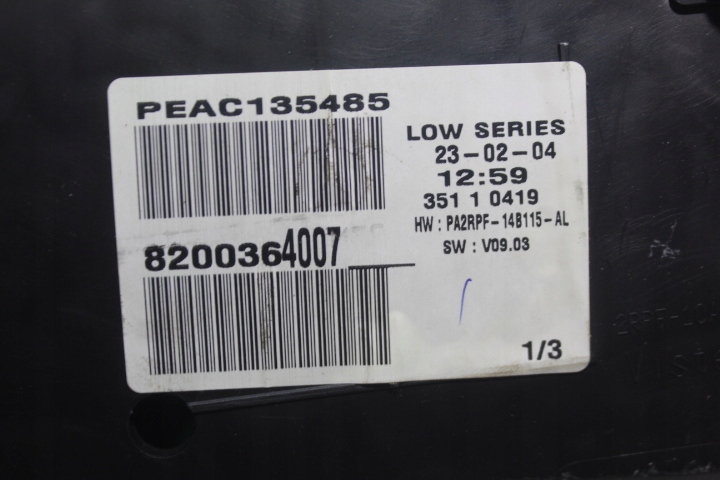 PEAC135485
LOW SERIES
23-02-04
12:59
351 1 0419
HW : PA2RPF-14B115-AL
SW : V09.03
8200364007__
1/3